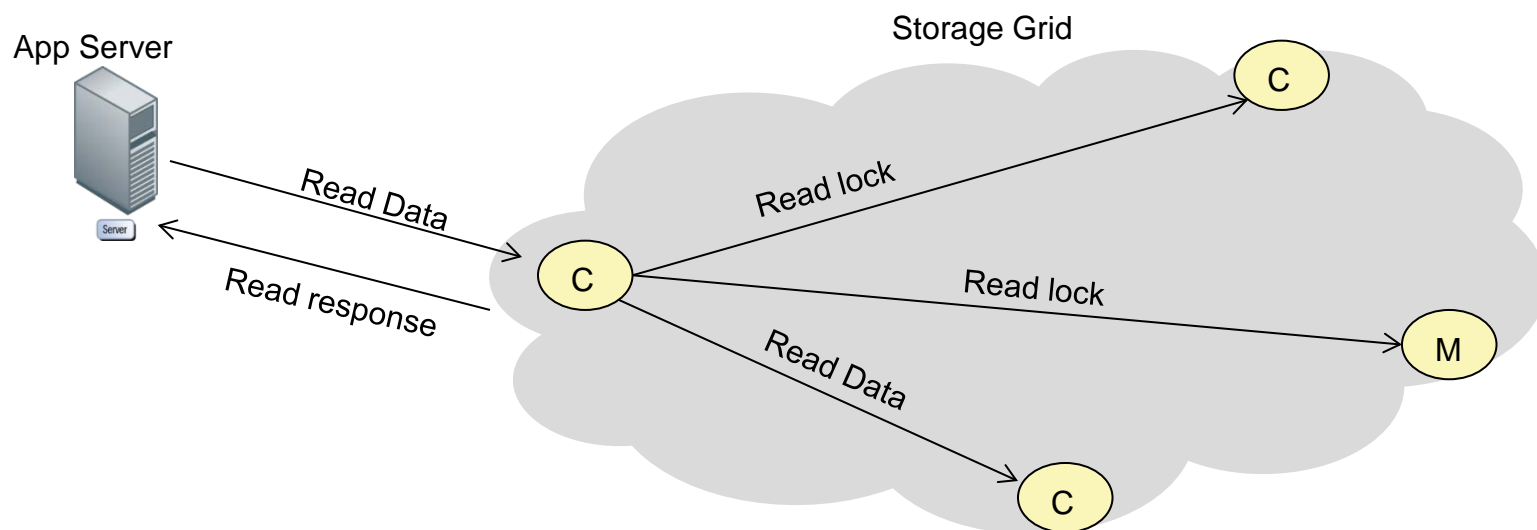 Storage Grid
App Server
C
Read Data
Read lock
Server
Read response
C
Read lock
M
Read Data
C